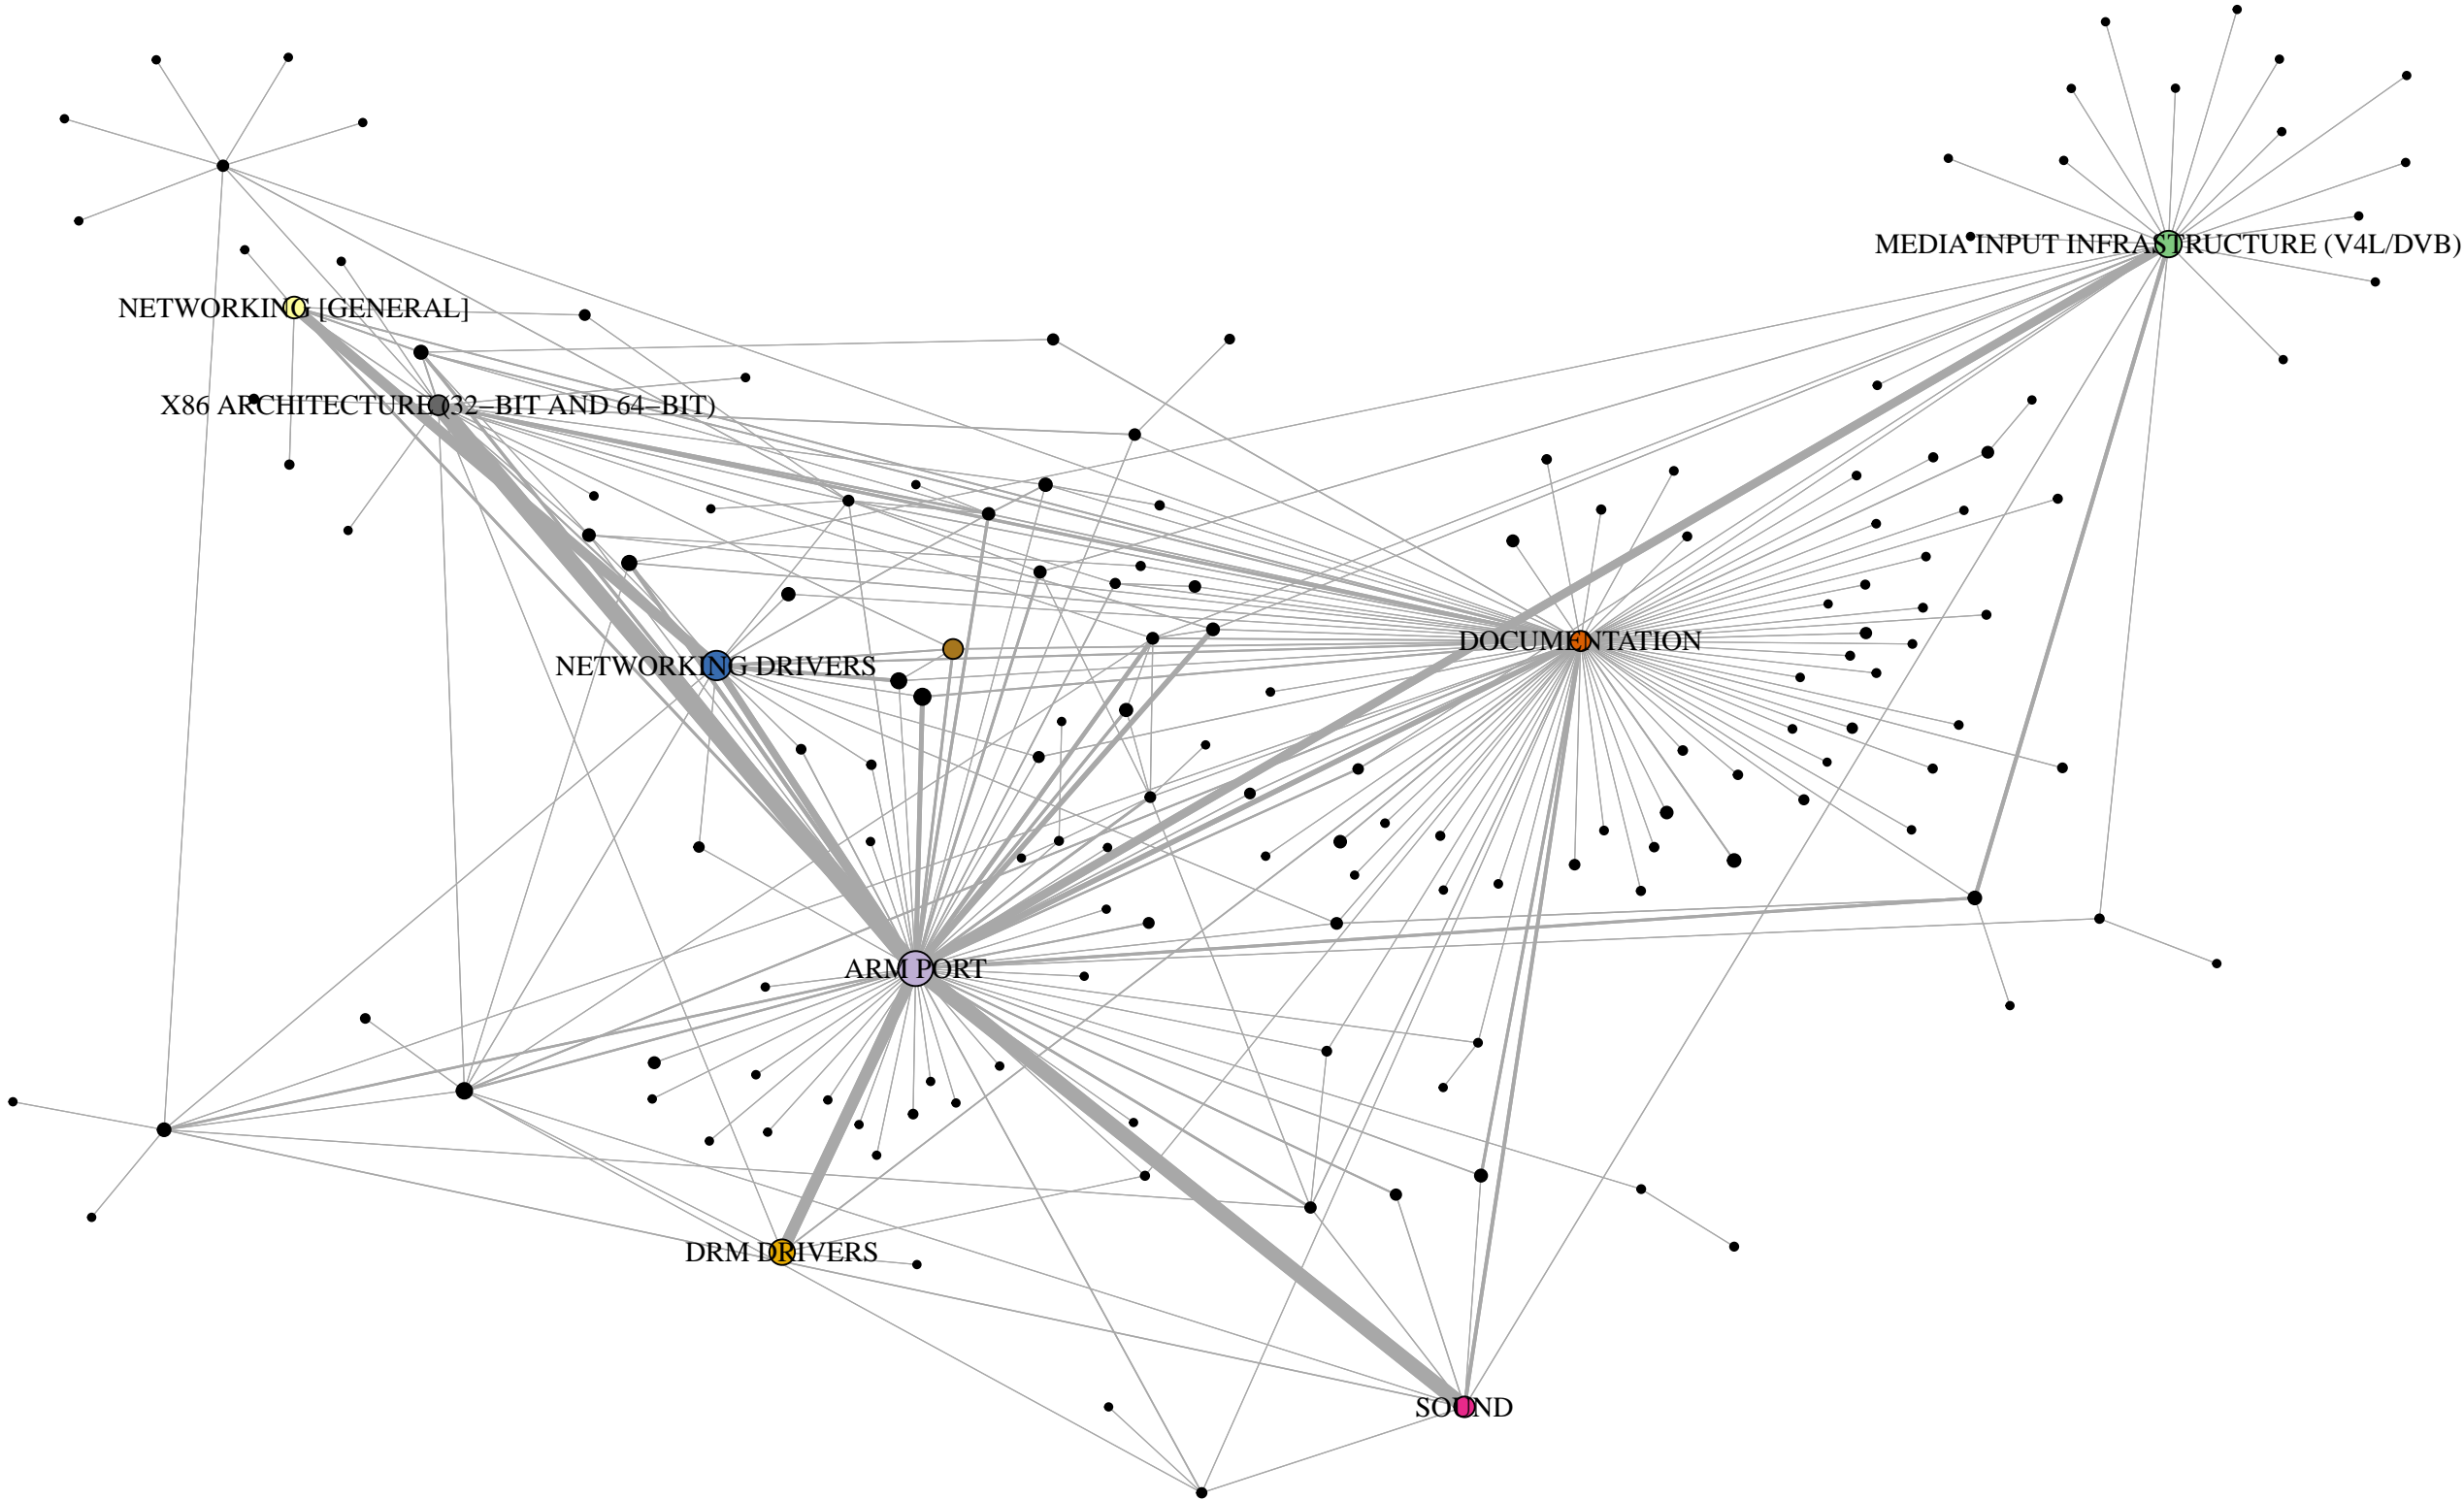 MEDIA INPUT INFRASTRUCTURE (V4L/DVB)
NETWORKING [GENERAL]
X86 ARCHITECTURE (32−BIT AND 64−BIT)
DOCUMENTATION
NETWORKING DRIVERS
ARM PORT
DRM DRIVERS
SOUND